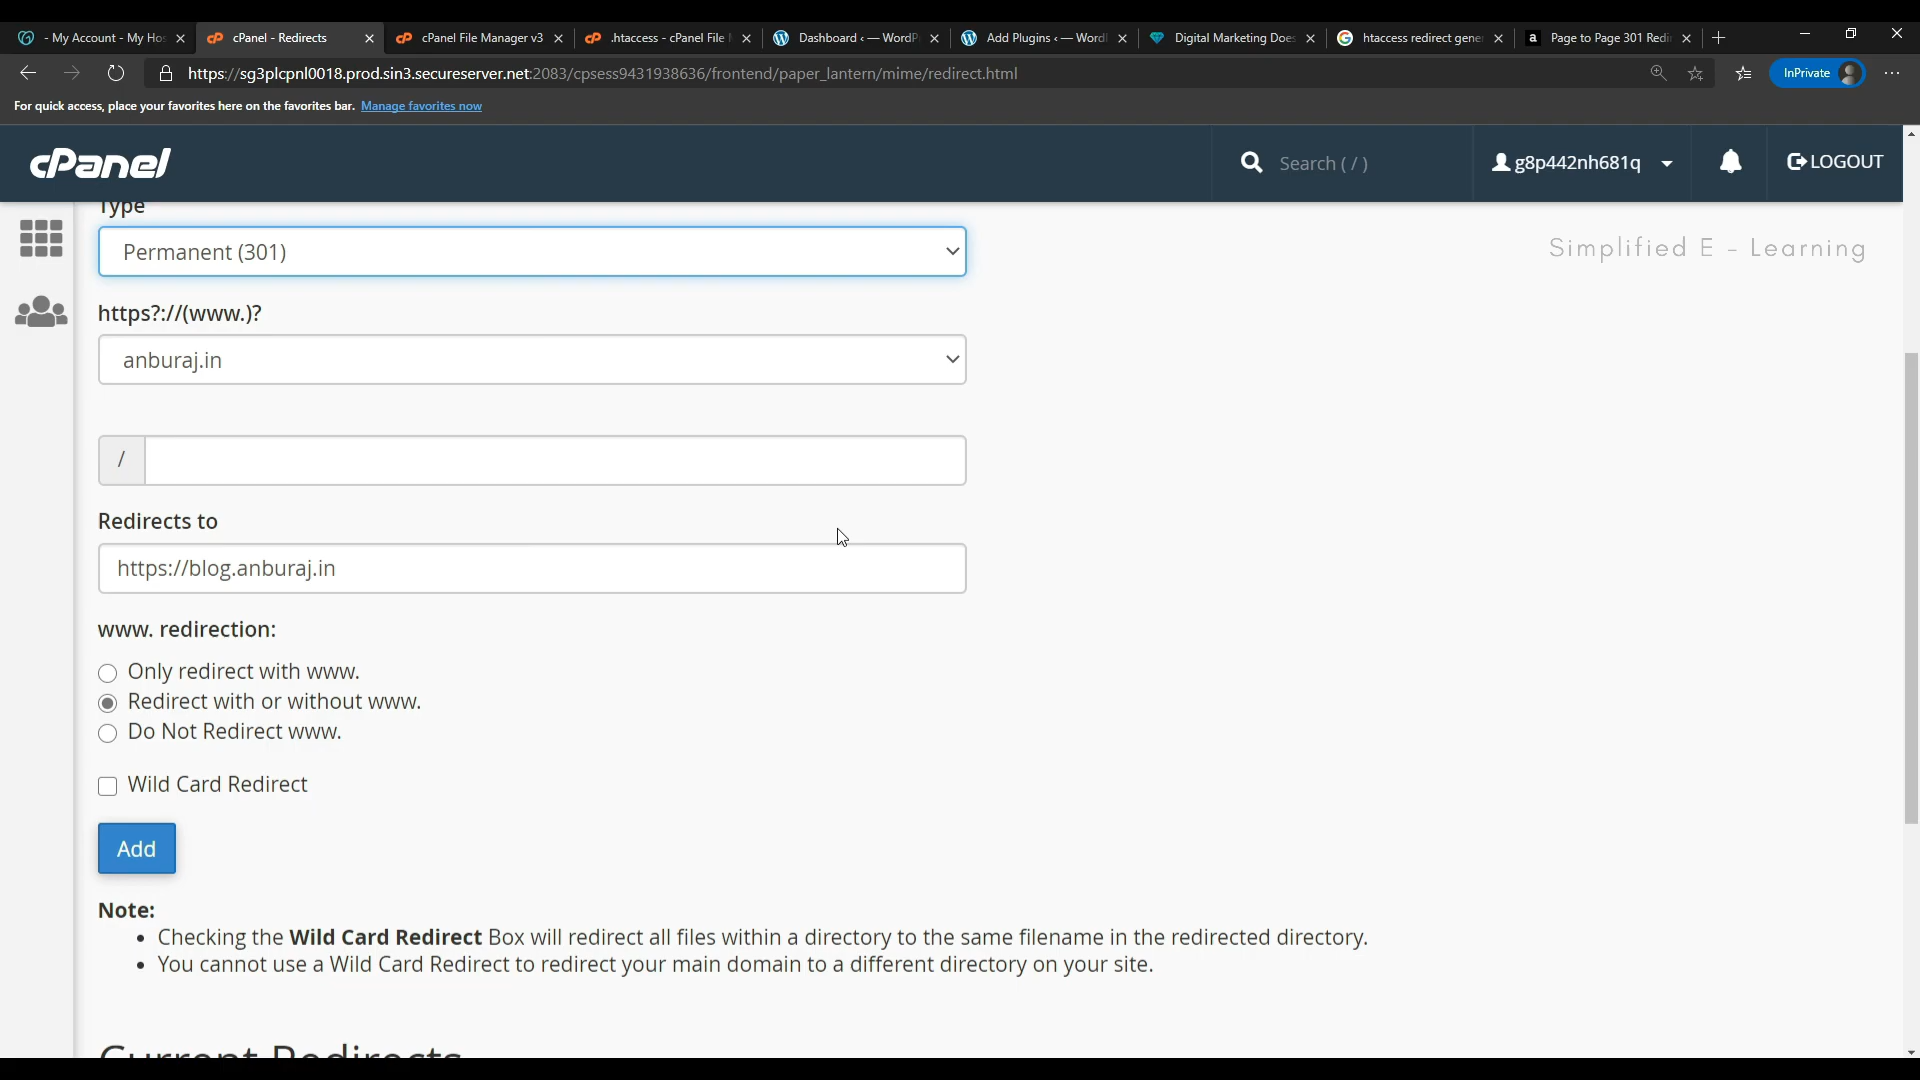 - My Account - My Hos
cPanel - Redirects
cPanel File Manager v3
.htaccess - cPanel File
Dashboard ‹ — WordP
Add Plugins ‹ — Word
Digital Marketing Does
htaccess redirect gene
Page to Page 301 Redi
https://sg3plcpnl0018.prod.sin3.secureserver.net:2083/cpsess9431938636/frontend/paper_lantern/mime/redirect.html
InPrivate
For quick access, place your favorites here on the favorites bar. Manage favorites now
cPanel
Search ( / )
g8p442nh681q
LOGOUT
Type
Simplified E - Learning
Permanent (301)
https?://(www.)?
anburaj.in
/
Redirects to
https://blog.anburaj.in
www. redirection:
Only redirect with www.
Redirect with or without www.
Do Not Redirect www.
Wild Card Redirect
Add
Note:
• Checking the Wild Card Redirect Box will redirect all files within a directory to the same filename in the redirected directory.
• You cannot use a Wild Card Redirect to redirect your main domain to a different directory on your site.
Current Redirects